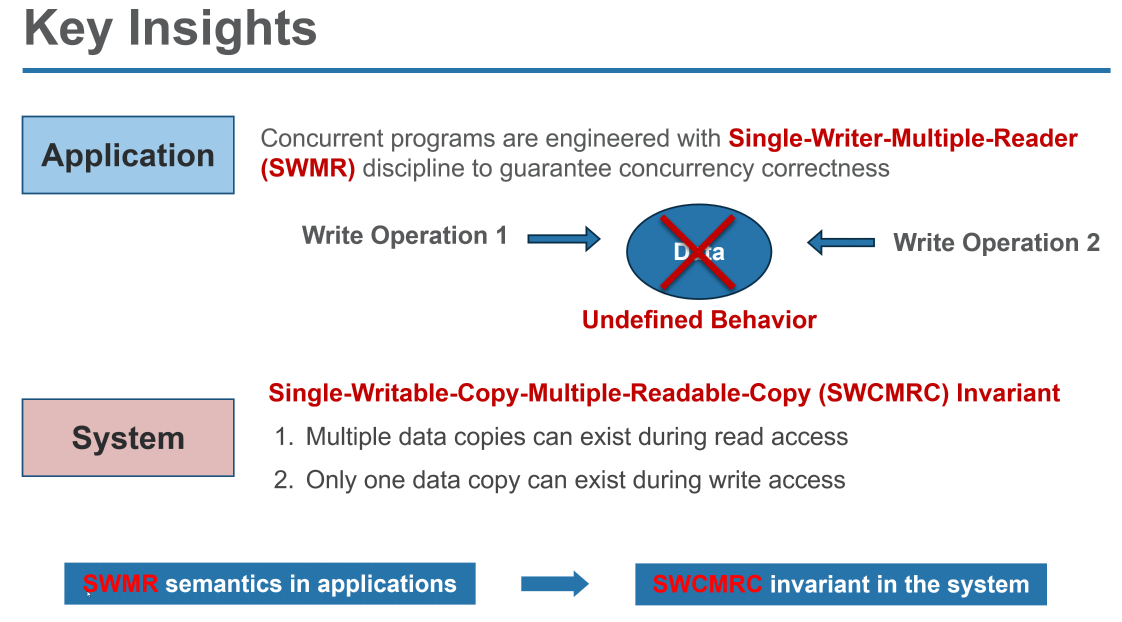 Key Insights
Application
Concurrent programs are engineered with Single-Writer-Multiple-Reader
(SWMR) discipline to guarantee concurrency correctness
Write Operation 1
Data
Write Operation 2
Undefined Behavior
Single-Writable-Copy-Multiple-Readable-Copy (SWCMRC) Invariant
System
1. Multiple data copies can exist during read access
2. Only one data copy can exist during write access
SWMR semantics in applications
SWCMRC invariant in the system